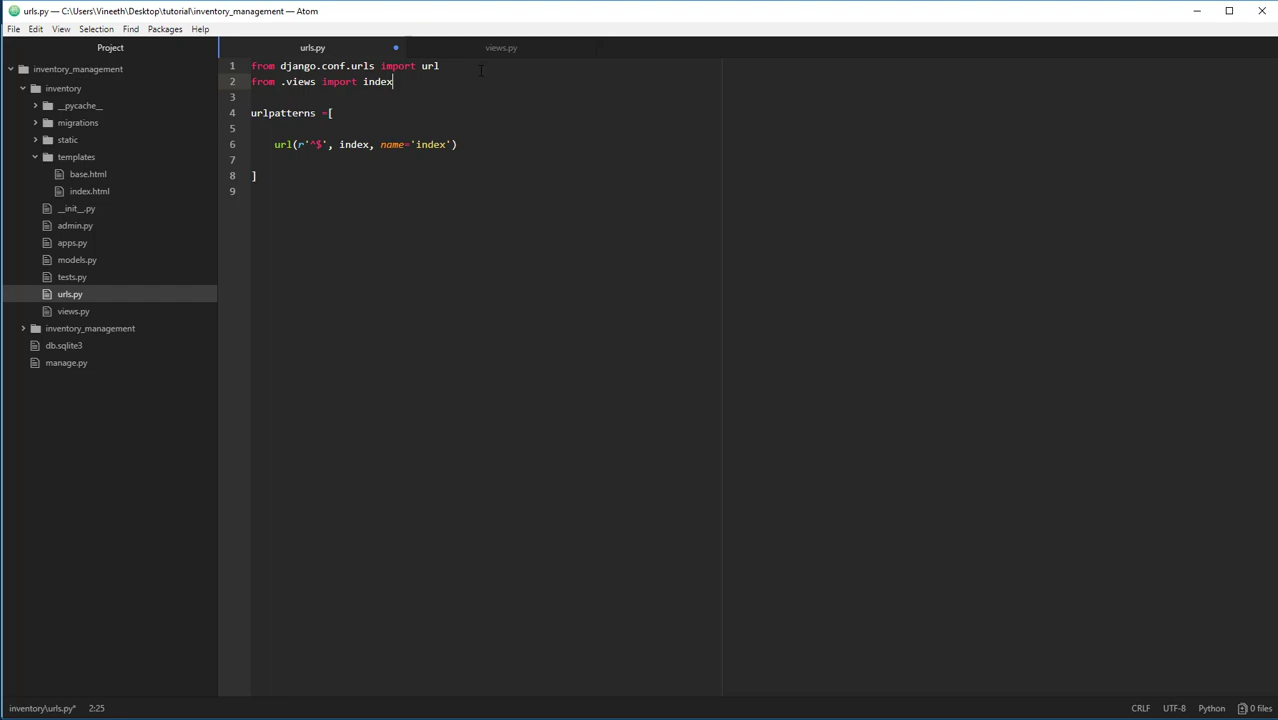 urls.py — C:\Users\Vineeth\Desktop\tutorial\inventory_management — Atom
File Edit View Selection Find Packages Help
Project
urls.py
views.py
inventory_management
inventory
__pycache__
migrations
static
templates
base.html
index.html
__init__.py
admin.py
apps.py
models.py
tests.py
urls.py
views.py
inventory_management
db.sqlite3
manage.py
1 from django.conf.urls import url
2 from .views import index
3
4 urlpatterns =[
5
6 url(r'^$', index, name='index')
7
8 ]
9
inventory\urls.py* 2:25
CRLF UTF-8 Python 0 files